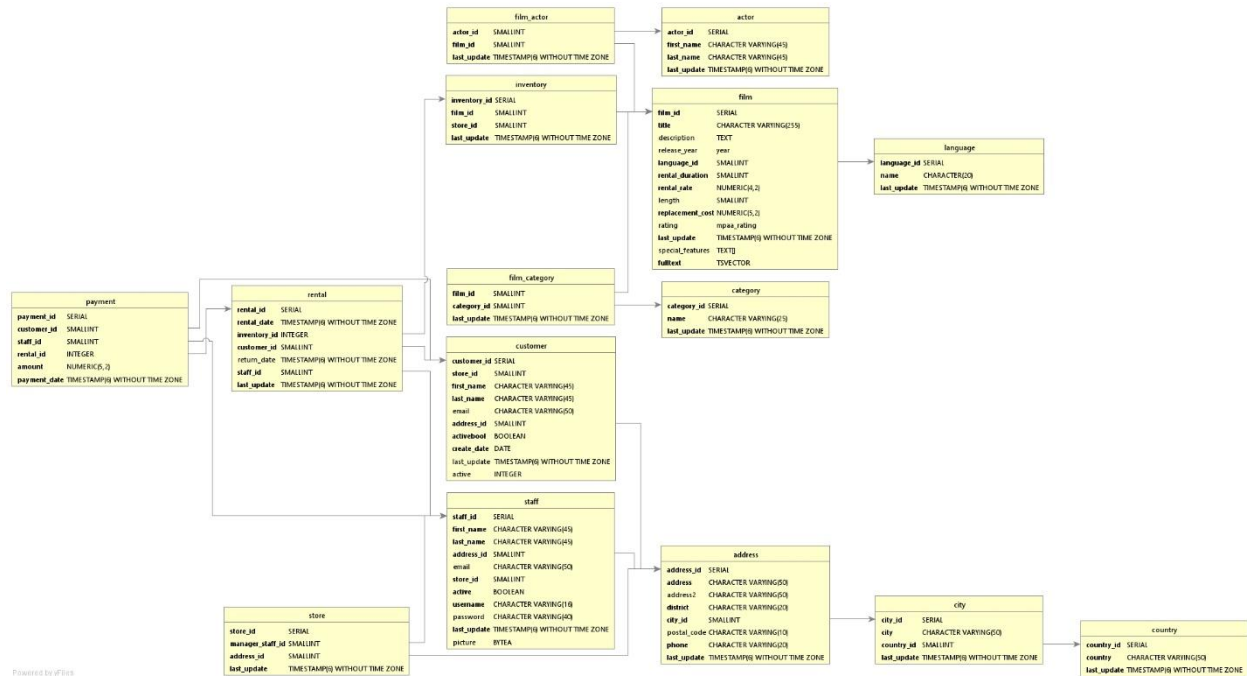 film_actor
actor_id SMALLINT
film_id SMALLINT
last_update TIMESTAMP(6) WITHOUT TIME ZONE
actor
actor_id SERIAL
first_name CHARACTER VARYING(45)
last_name CHARACTER VARYING(45)
last_update TIMESTAMP(6) WITHOUT TIME ZONE
inventory
inventory_id SERIAL
film_id SMALLINT
store_id SMALLINT
last_update TIMESTAMP(6) WITHOUT TIME ZONE
film
film_id SERIAL
title CHARACTER VARYING(255)
description TEXT
release_year year
language_id SMALLINT
rental_duration SMALLINT
rental_rate NUMERIC(4,2)
length SMALLINT
replacement_cost NUMERIC(5,2)
rating mpaa_rating
last_update TIMESTAMP(6) WITHOUT TIME ZONE
special_features TEXT[]
fulltext TSVECTOR
language
language_id SERIAL
name CHARACTER(20)
last_update TIMESTAMP(6) WITHOUT TIME ZONE
film_category
film_id SMALLINT
category_id SMALLINT
last_update TIMESTAMP(6) WITHOUT TIME ZONE
category
category_id SERIAL
name CHARACTER VARYING(25)
last_update TIMESTAMP(6) WITHOUT TIME ZONE
payment
payment_id SERIAL
customer_id SMALLINT
staff_id SMALLINT
rental_id INTEGER
amount NUMERIC(5,2)
payment_date TIMESTAMP(6) WITHOUT TIME ZONE
rental
rental_id SERIAL
rental_date TIMESTAMP(6) WITHOUT TIME ZONE
inventory_id INTEGER
customer_id SMALLINT
return_date TIMESTAMP(6) WITHOUT TIME ZONE
staff_id SMALLINT
last_update TIMESTAMP(6) WITHOUT TIME ZONE
customer
customer_id SERIAL
store_id SMALLINT
first_name CHARACTER VARYING(45)
last_name CHARACTER VARYING(45)
email CHARACTER VARYING(50)
address_id SMALLINT
activebool BOOLEAN
create_date DATE
last_update TIMESTAMP(6) WITHOUT TIME ZONE
active INTEGER
staff
staff_id SERIAL
first_name CHARACTER VARYING(45)
last_name CHARACTER VARYING(45)
address_id SMALLINT
email CHARACTER VARYING(50)
store_id SMALLINT
active BOOLEAN
username CHARACTER VARYING(16)
password CHARACTER VARYING(40)
last_update TIMESTAMP(6) WITHOUT TIME ZONE
picture BYTEA
store
store_id SERIAL
manager_staff_id SMALLINT
address_id SMALLINT
last_update TIMESTAMP(6) WITHOUT TIME ZONE
address
address_id SERIAL
address CHARACTER VARYING(50)
address2 CHARACTER VARYING(50)
district CHARACTER VARYING(20)
city_id SMALLINT
postal_code CHARACTER VARYING(10)
phone CHARACTER VARYING(20)
last_update TIMESTAMP(6) WITHOUT TIME ZONE
city
city_id SERIAL
city CHARACTER VARYING(50)
country_id SMALLINT
last_update TIMESTAMP(6) WITHOUT TIME ZONE
country
country_id SERIAL
country CHARACTER VARYING(50)
last_update TIMESTAMP(6) WITHOUT TIME ZONE
Powered by yFiles